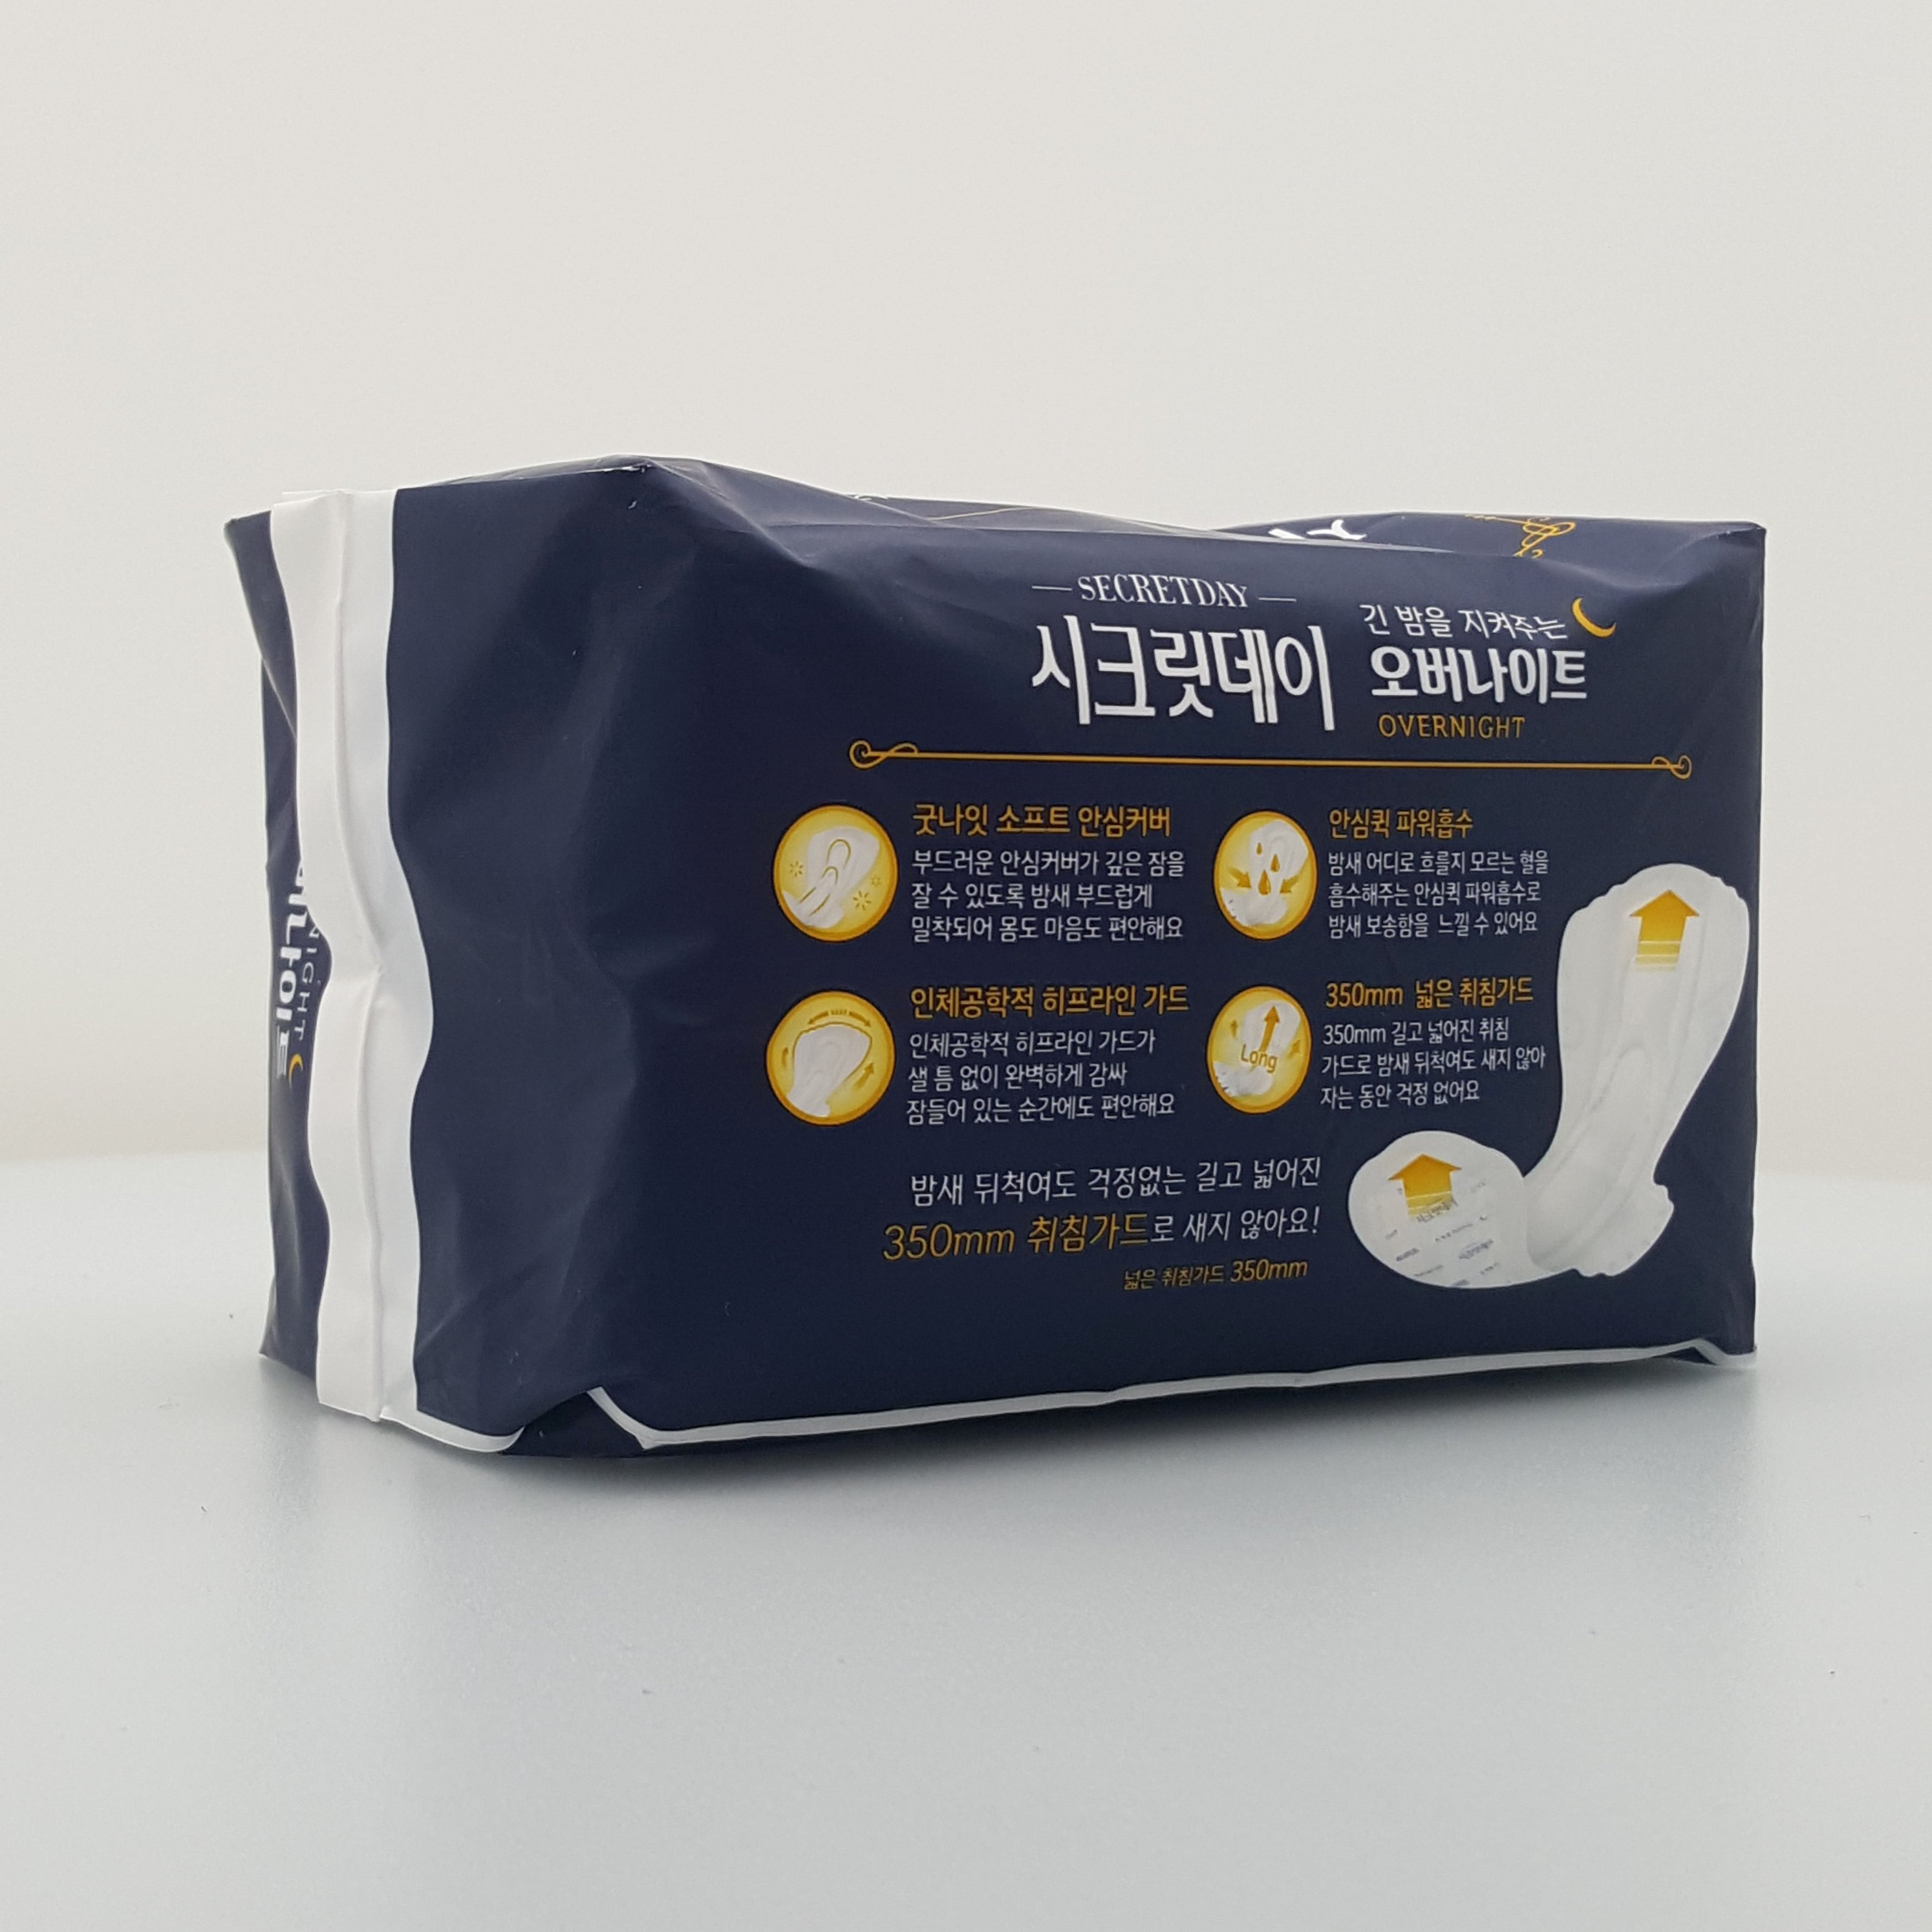 SECRETDAY
시크릿데이
긴 밤을 지켜주는
오버나이트
OVERNIGHT
굿나잇 소프트 안심커버
부드러운 안심커버가 깊은 잠을
잘 수 있도록 밤새 부드럽게
밀착되어 몸도 마음도 편안해요
안심퀵 파워흡수
밤새 어디로 흐를지 모르는 혈을
흡수해주는 안심퀵 파워흡수로
밤새 보송함을 느낄 수 있어요
인체공학적 히프라인 가드
인체공학적 히프라인 가드가
샐 틈 없이 완벽하게 감싸
잠들어 있는 순간에도 편안해요
Long
350mm 넓은 취침가드
350mm 길고 넓어진 취침
가드로 밤새 뒤척여도 새지 않아
자는 동안 걱정 없어요
밤새 뒤척여도 걱정없는 길고 넓어진
350mm 취침가드로 새지 않아요!
넓은 취침가드 350mm